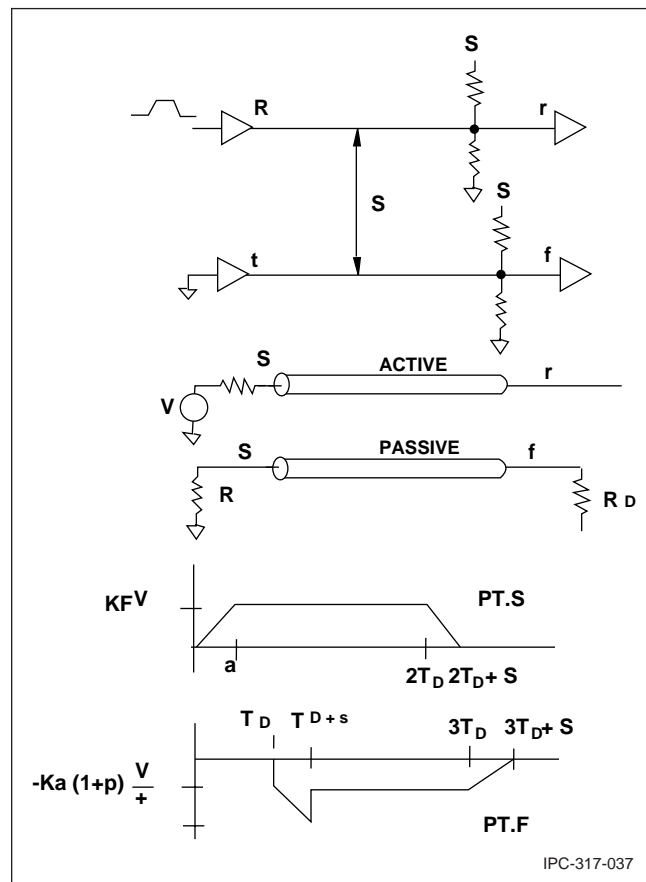 S
R
r
S
S
t
f
S
ACTIVE
r
V
S
PASSIVE
f
R
R D
KF V
PT.S
a
2T D 2T D + S
T D
T D + s
3T D
3T D + S
-Ka (1+p) V
+
PT.F
IPC-317-037